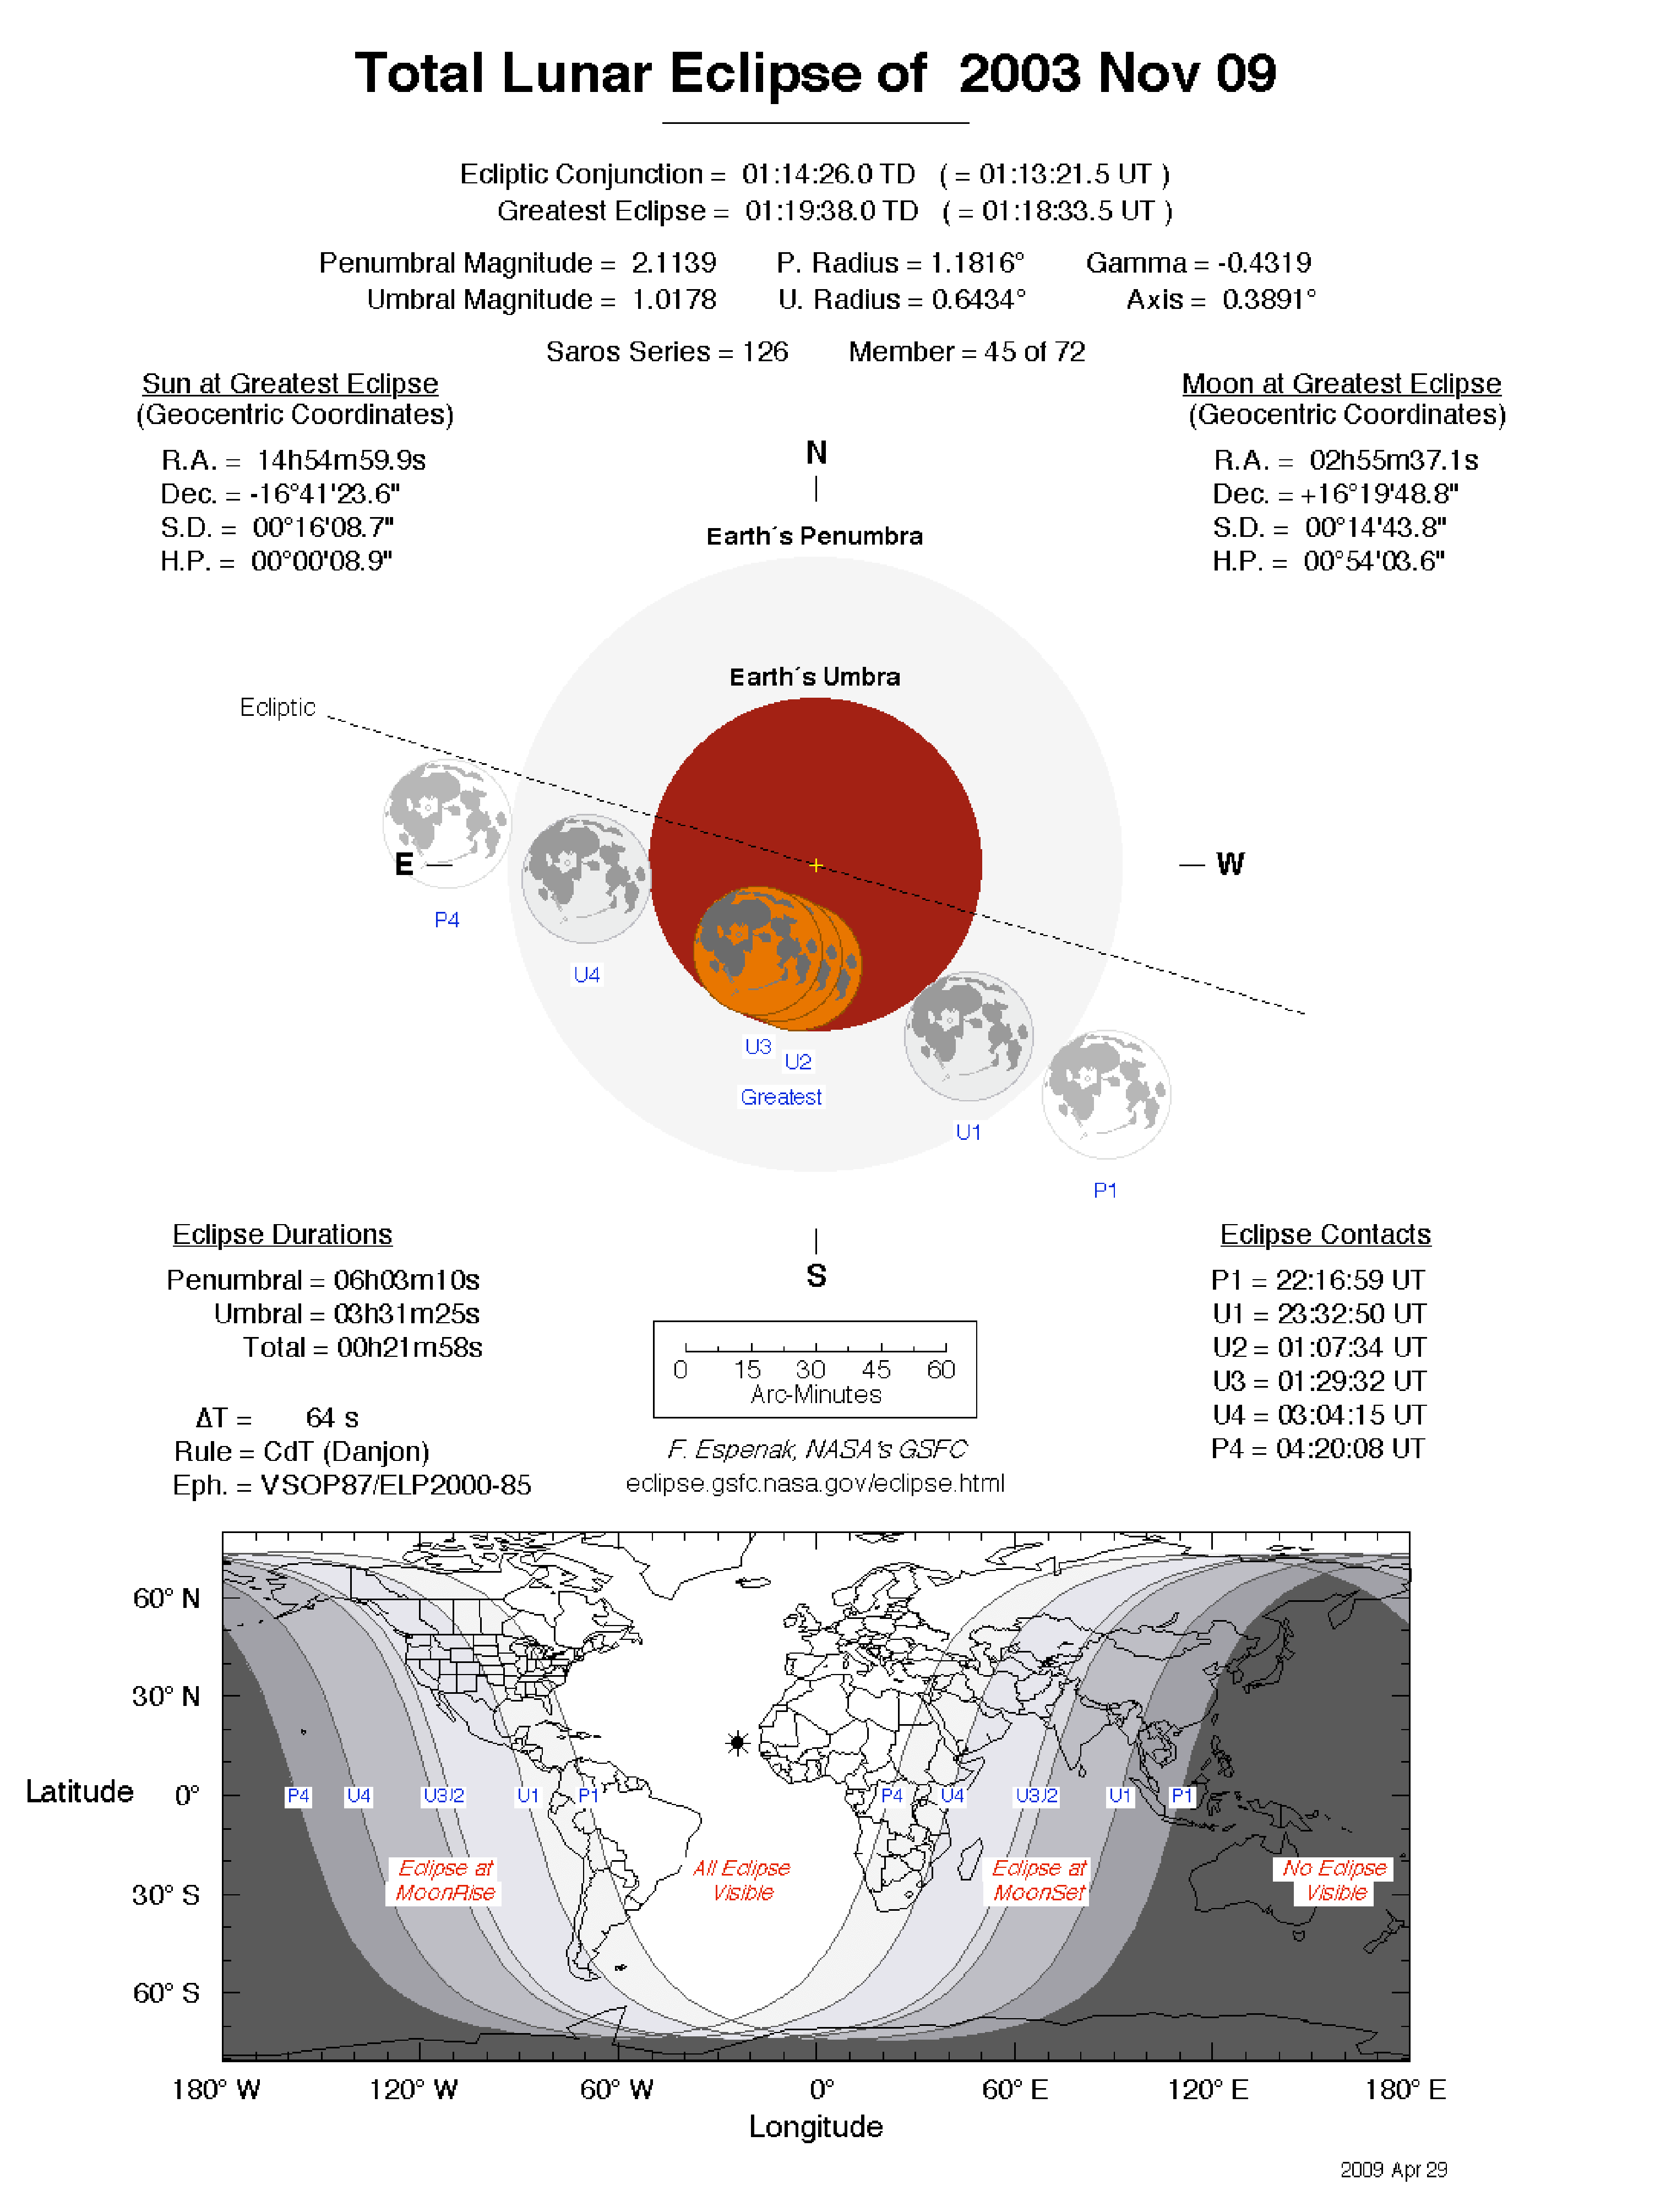 Total Lunar Eclipse of 2003 Nov 09
Ecliptic Conjunction = 01:14:26.0 TD ( = 01:13:21.5 UT )
Greatest Eclipse = 01:19:38.0 TD ( = 01:18:33.5 UT )
Penumbral Magnitude = 2.1139 P. Radius = 1.1816° Gamma = -0.4319
Umbral Magnitude = 1.0178 U. Radius = 0.6434° Axis = 0.3891°
Saros Series = 126 Member = 45 of 72
Sun at Greatest Eclipse
(Geocentric Coordinates)
R.A. = 14h54m59.9s
Dec. = -16°41'23.6"
S.D. = 00°16'08.7"
H.P. = 00°00'08.9"
Moon at Greatest Eclipse
(Geocentric Coordinates)
R.A. = 02h55m37.1s
Dec. = +16°19'48.8"
S.D. = 00°14'43.8"
H.P. = 00°54'03.6"
N
Earth´s Penumbra
Earth´s Umbra
Ecliptic
E
W
P4
U4
U3
U2
Greatest
U1
P1
S
Eclipse Durations
Penumbral = 06h03m10s
Umbral = 03h31m25s
Total = 00h21m58s
ΔT = 64 s
Rule = CdT (Danjon)
Eph. = VSOP87/ELP2000-85
0 15 30 45 60
Arc-Minutes
F. Espenak, NASA's GSFC
eclipse.gsfc.nasa.gov/eclipse.html
Eclipse Contacts
P1 = 22:16:59 UT
U1 = 23:32:50 UT
U2 = 01:07:34 UT
U3 = 01:29:32 UT
U4 = 03:04:15 UT
P4 = 04:20:08 UT
60° N
30° N
Latitude 0°
30° S
60° S
P4 U4 U3 U2 U1 P1 P4 U4 U3 U2 U1 P1
Eclipse at
MoonRise
All Eclipse
Visible
Eclipse at
MoonSet
No Eclipse
Visible
180° W 120° W 60° W 0° 60° E 120° E 180° E
Longitude
2009 Apr 29